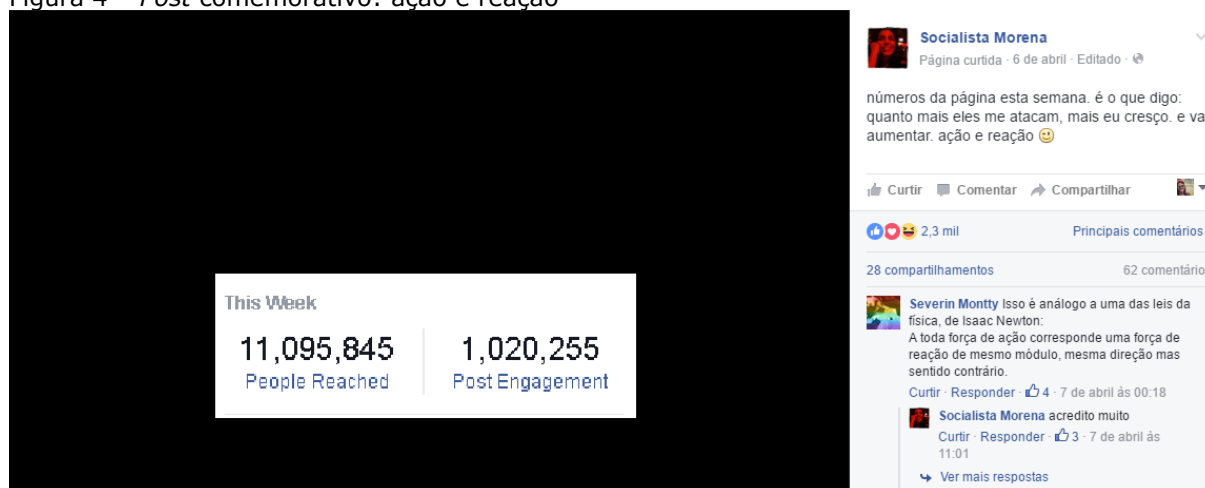 Figura 4 – Post comemorativo: ação e reação
This Week
11,095,845 1,020,255
People Reached Post Engagement
Socialista Morena
Página curtida · 6 de abril · Editado ·
números da página esta semana. é o que digo:
quanto mais eles me atacam, mais eu cresço. e va
aumentar. ação e reação
Curtir Comentar Compartilhar
2,3 mil Principais comentários
28 compartilhamentos 62 comentário
Severin Montty Isso é análogo a uma das leis da
física, de Isaac Newton:
A toda força de ação corresponde uma força de
reação de mesmo módulo, mesma direção mas
sentido contrário.
Curtir · Responder · 4 · 7 de abril às 00:18
Socialista Morena acredito muito
Curtir · Responder · 3 · 7 de abril às
11:01
Ver mais respostas